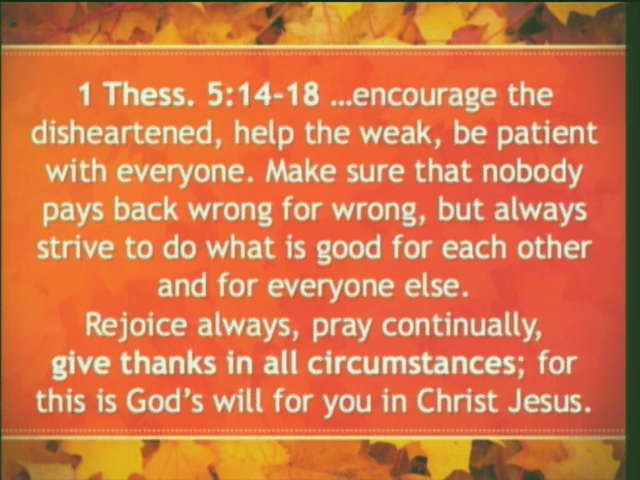 1 Thess. 5:14-18 ...encourage the
disheartened, help the weak, be patient
with everyone. Make sure that nobody
pays back wrong for wrong, but always
strive to do what is good for each other
and for everyone else.
Rejoice always, pray continually,
give thanks in all circumstances; for
this is God's will for you in Christ Jesus.